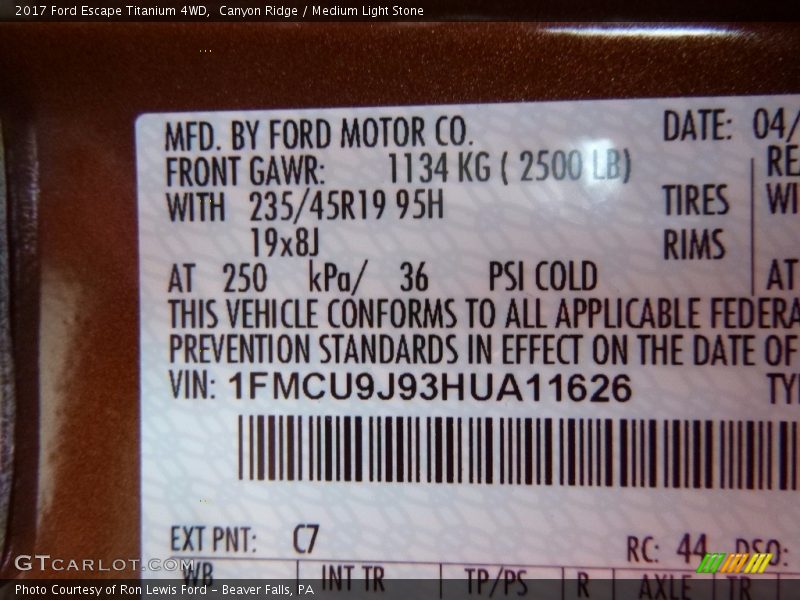 2017 Ford Escape Titanium 4WD,  Canyon Ridge / Medium Light Stone
MFD. BY FORD MOTOR CO. DATE: 04/
FRONT GAWR: 1134 KG ( 2500 LB) RE
WITH 235/45R19 95H TIRES WI
19x8J RIMS
AT 250 kPa/ 36 PSI COLD AT
THIS VEHICLE CONFORMS TO ALL APPLICABLE FEDERA
PREVENTION STANDARDS IN EFFECT ON THE DATE OF
VIN: 1FMCU9J93HUA11626 TYP
EXT PNT: C7 RC: 44 DSO:
WB INT TR TP/PS R AXLE TR
GTCarLot.com
Photo Courtesy of Ron Lewis Ford - Beaver Falls, PA